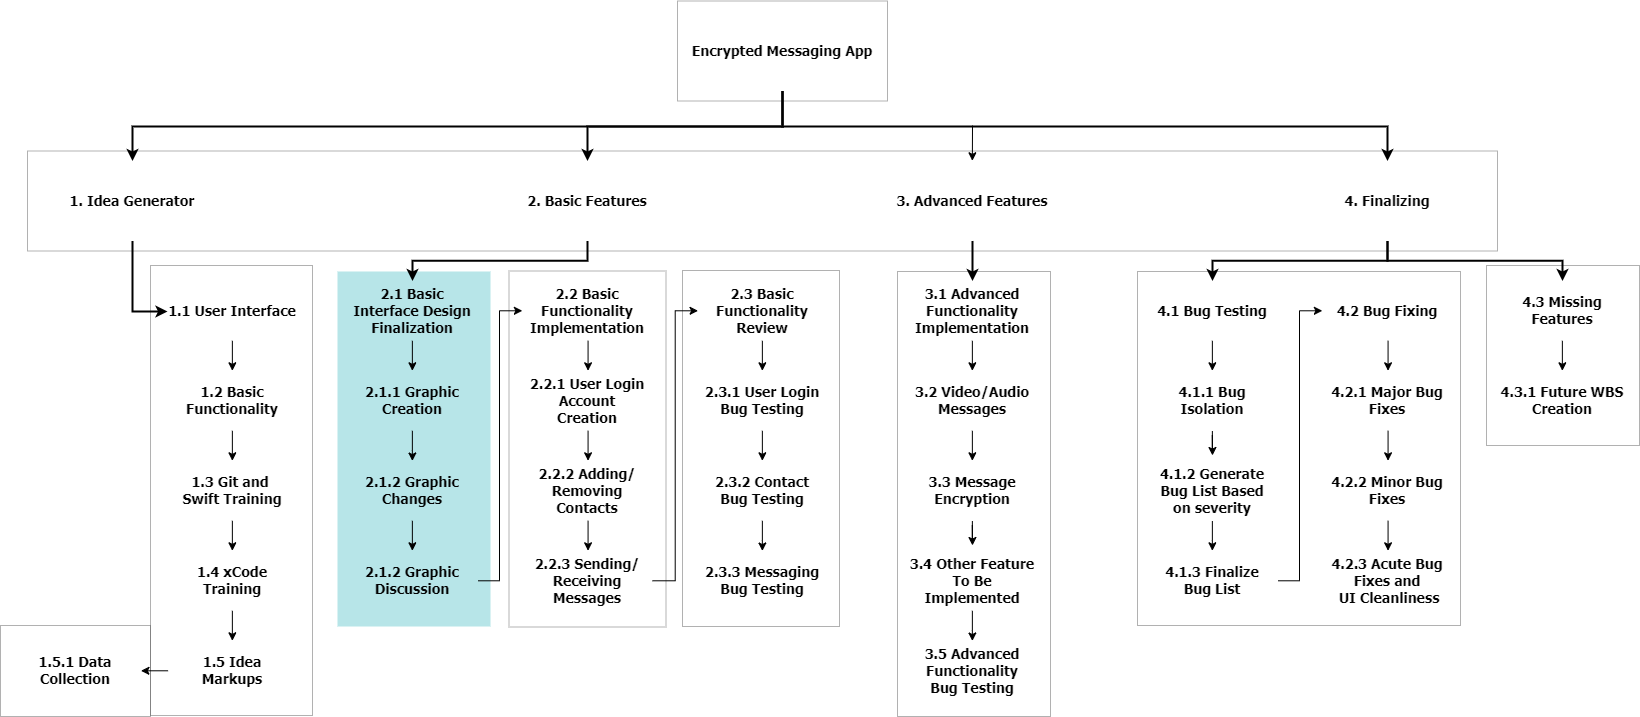 Encrypted Messaging App
1. Idea Generator
2. Basic Features
3. Advanced Features
4. Finalizing
1.1 User Interface
1.2 Basic
Functionality
1.3 Git and
Swift Training
1.4 xCode
Training
1.5 Idea
Markups
1.5.1 Data
Collection
2.1 Basic
Interface Design
Finalization
2.1.1 Graphic
Creation
2.1.2 Graphic
Changes
2.1.2 Graphic
Discussion
2.2 Basic
Functionality
Implementation
2.2.1 User Login
Account
Creation
2.2.2 Adding/
Removing
Contacts
2.2.3 Sending/
Receiving
Messages
2.3 Basic
Functionality
Review
2.3.1 User Login
Bug Testing
2.3.2 Contact
Bug Testing
2.3.3 Messaging
Bug Testing
3.1 Advanced
Functionality
Implementation
3.2 Video/Audio
Messages
3.3 Message
Encryption
3.4 Other Feature
To Be
Implemented
3.5 Advanced
Functionality
Bug Testing
4.1 Bug Testing
4.1.1 Bug
Isolation
4.1.2 Generate
Bug List Based
on severity
4.1.3 Finalize
Bug List
4.2 Bug Fixing
4.2.1 Major Bug
Fixes
4.2.2 Minor Bug
Fixes
4.2.3 Acute Bug
Fixes and
UI Cleanliness
4.3 Missing
Features
4.3.1 Future WBS
Creation